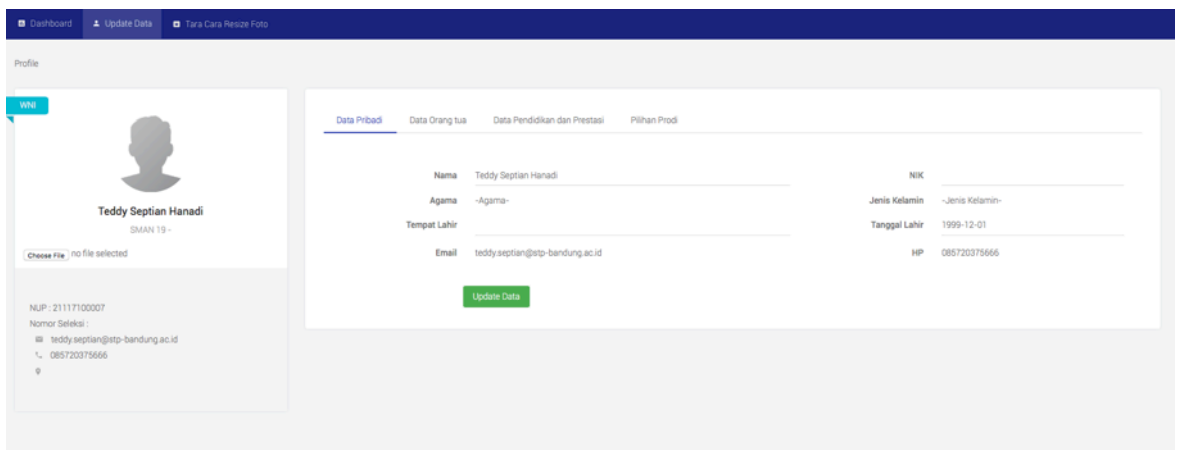 Dashboard Update Data Tara Cara Resize Foto
Profile
WNI
Teddy Septian Hanadi
SMAN 19 -
Choose File no file selected
NUP : 21117100007
Nomor Seleksi :
teddy.septian@stp-bandung.ac.id
085720375666
Data Pribadi Data Orang tua Data Pendidikan dan Prestasi Pilihan Prodi
Nama Teddy Septian Hanadi NIK
Agama -Agama- Jenis Kelamin -Jenis Kelamin-
Tempat Lahir Tanggal Lahir 1999-12-01
Email teddy.septian@stp-bandung.ac.id HP 085720375666
Update Data